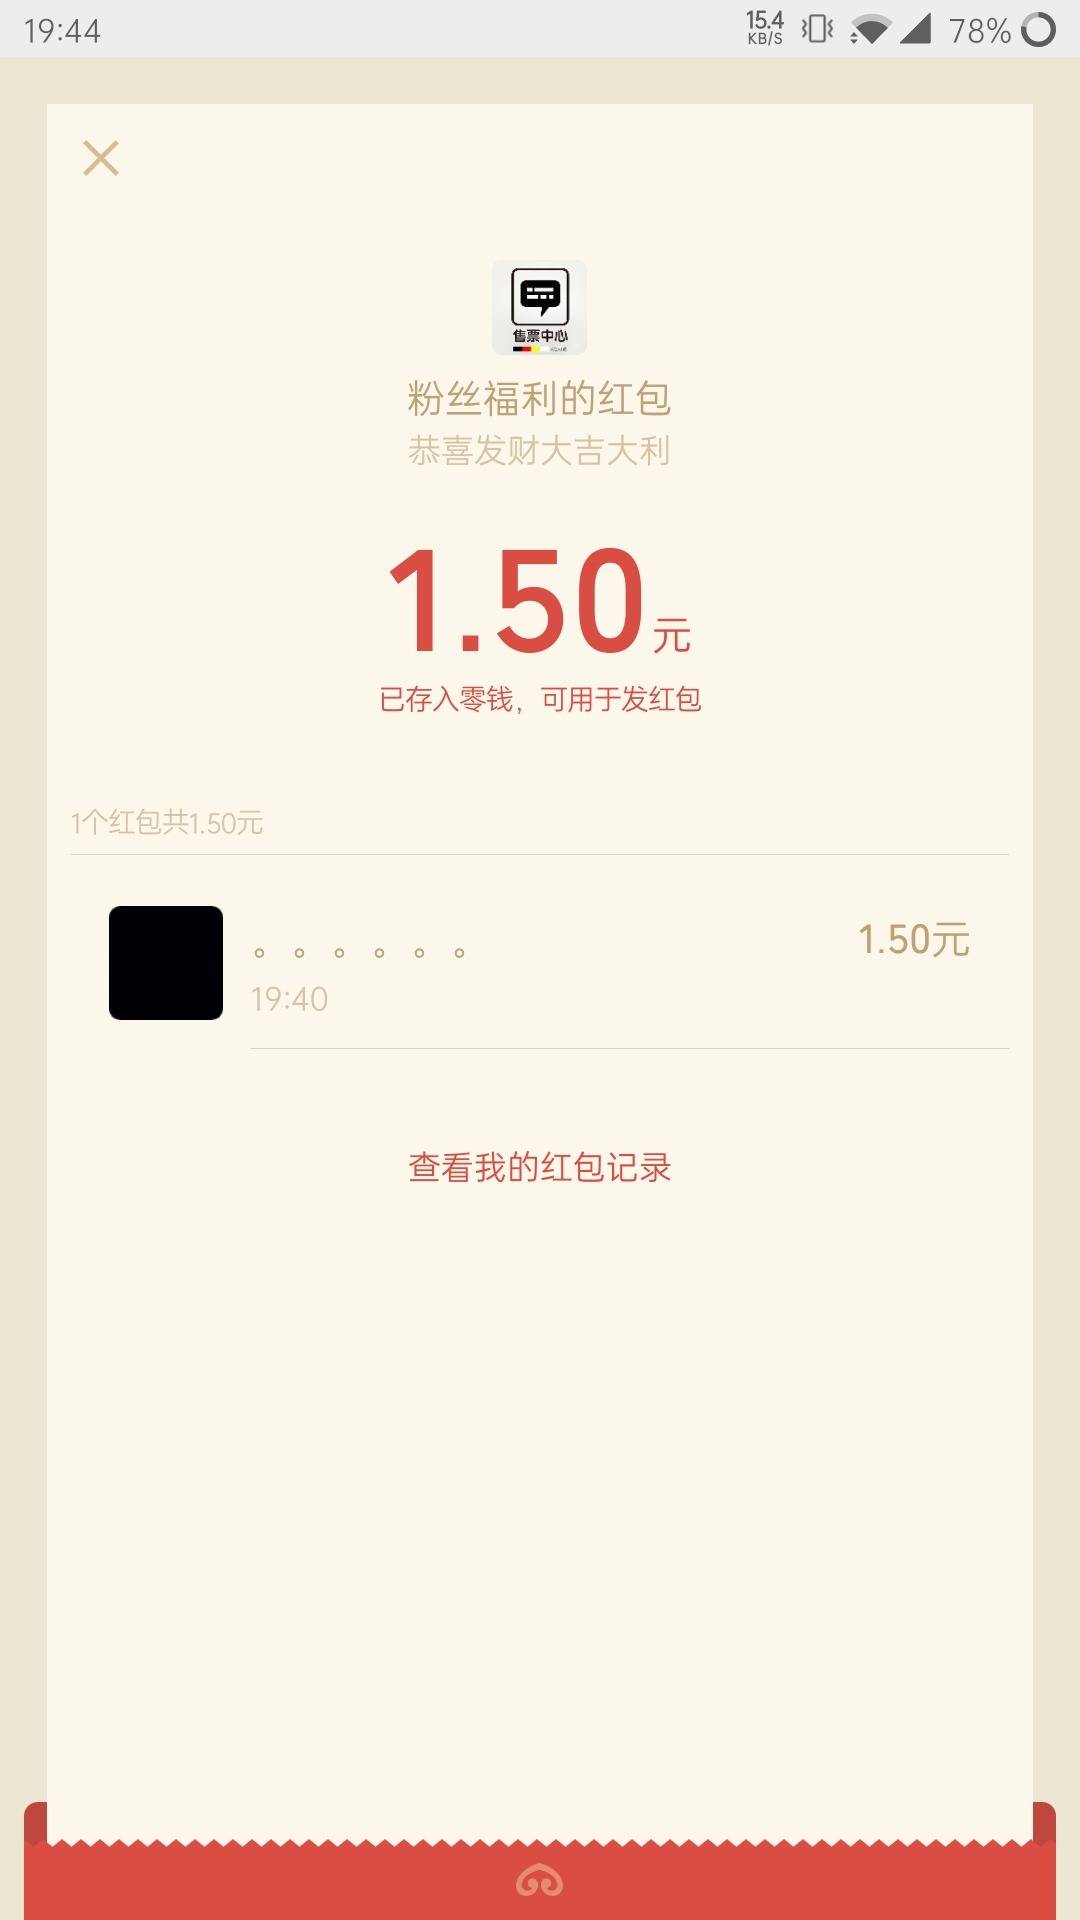 19:44
15.4
KB/S
78%
售票中心
粉丝福利的红包
恭喜发财大吉大利
1.50元
已存入零钱，可用于发红包
1个红包共1.50元
。。。。。。
1.50元
19:40
查看我的红包记录